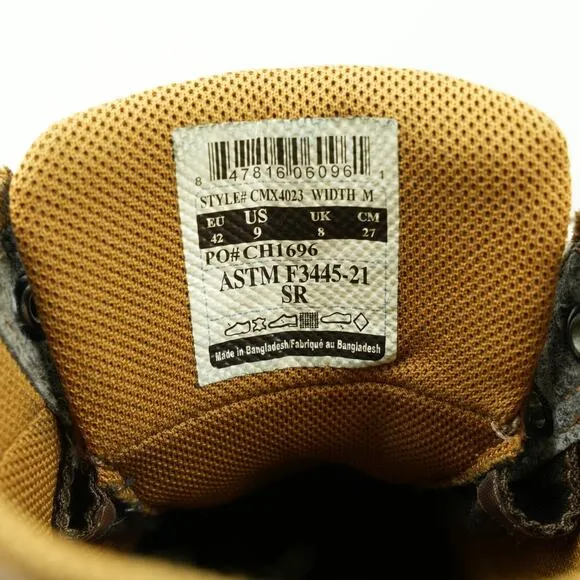 8 47816 06096 1
STYLE# CMX4023 WIDTH M
EU US UK CM
42 9 8 27
PO# CH1696
ASTM F3445-21
SR
Made in Bangladesh/Fabriqué au Bangladesh